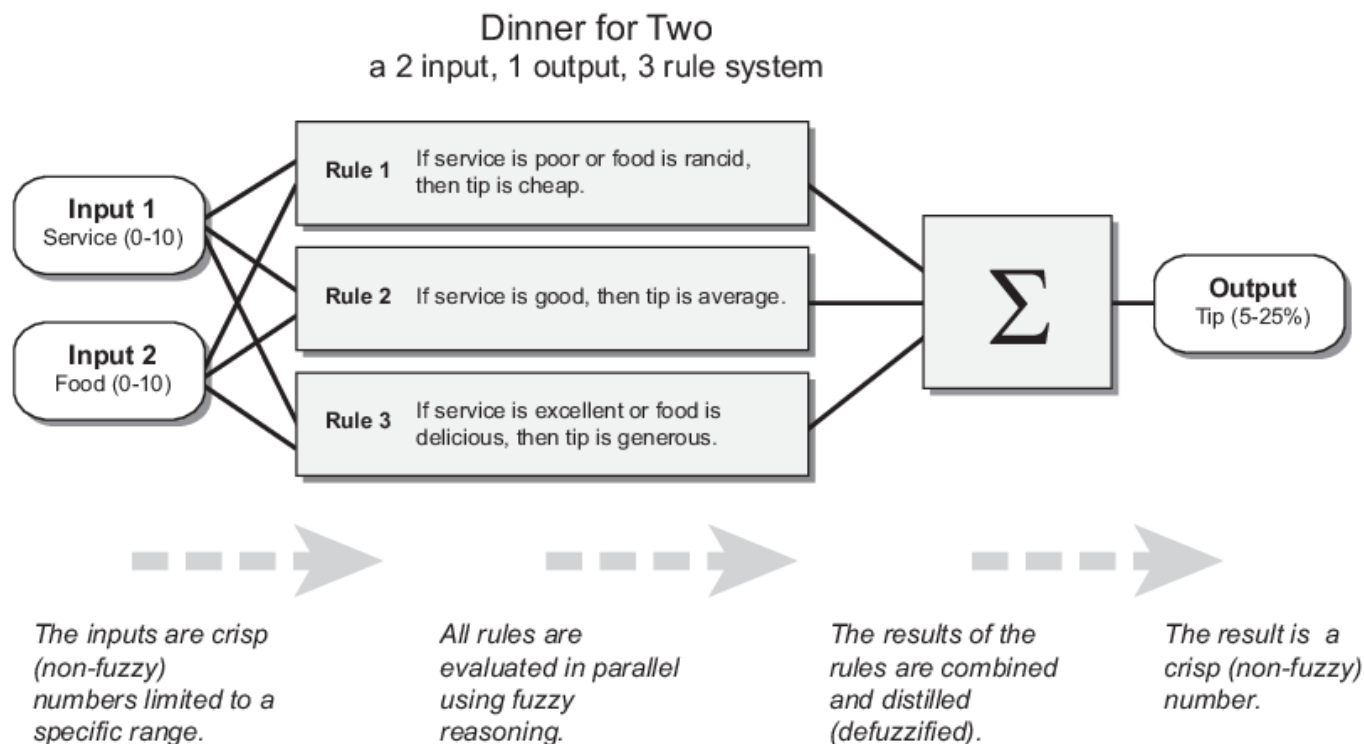 Dinner for Two
a 2 input, 1 output, 3 rule system
Input 1
Service (0-10)
Input 2
Food (0-10)
Rule 1
If service is poor or food is rancid,
then tip is cheap.
Rule 2
If service is good, then tip is average.
Rule 3
If service is excellent or food is
delicious, then tip is generous.
Σ
Output
Tip (5-25%)
The inputs are crisp
(non-fuzzy)
numbers limited to a
specific range.
All rules are
evaluated in parallel
using fuzzy
reasoning.
The results of the
rules are combined
and distilled
(defuzzified).
The result is a
crisp (non-fuzzy)
number.